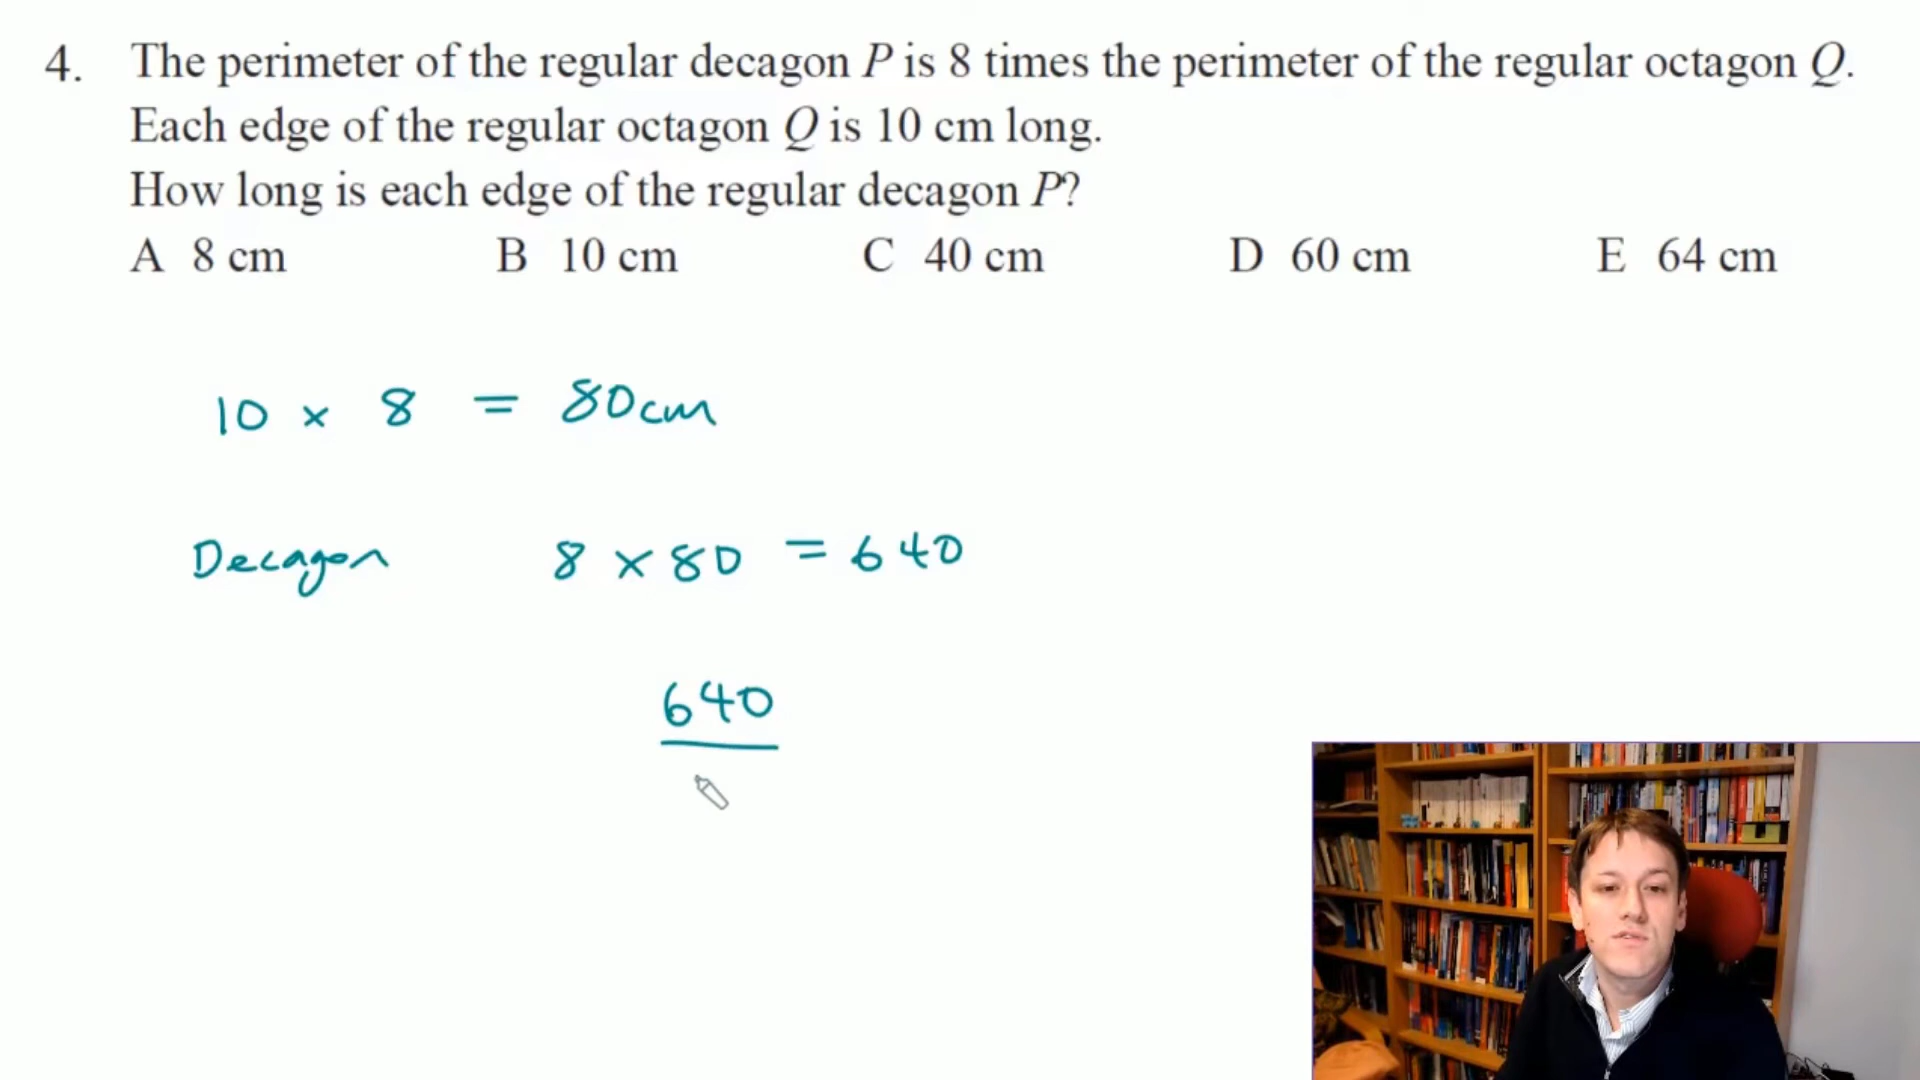 4. The perimeter of the regular decagon P is 8 times the perimeter of the regular octagon Q.
Each edge of the regular octagon Q is 10 cm long.
How long is each edge of the regular decagon P?
A 8 cm B 10 cm C 40 cm D 60 cm E 64 cm
10 × 8 = 80cm
Decagon 8 × 80 = 640
640